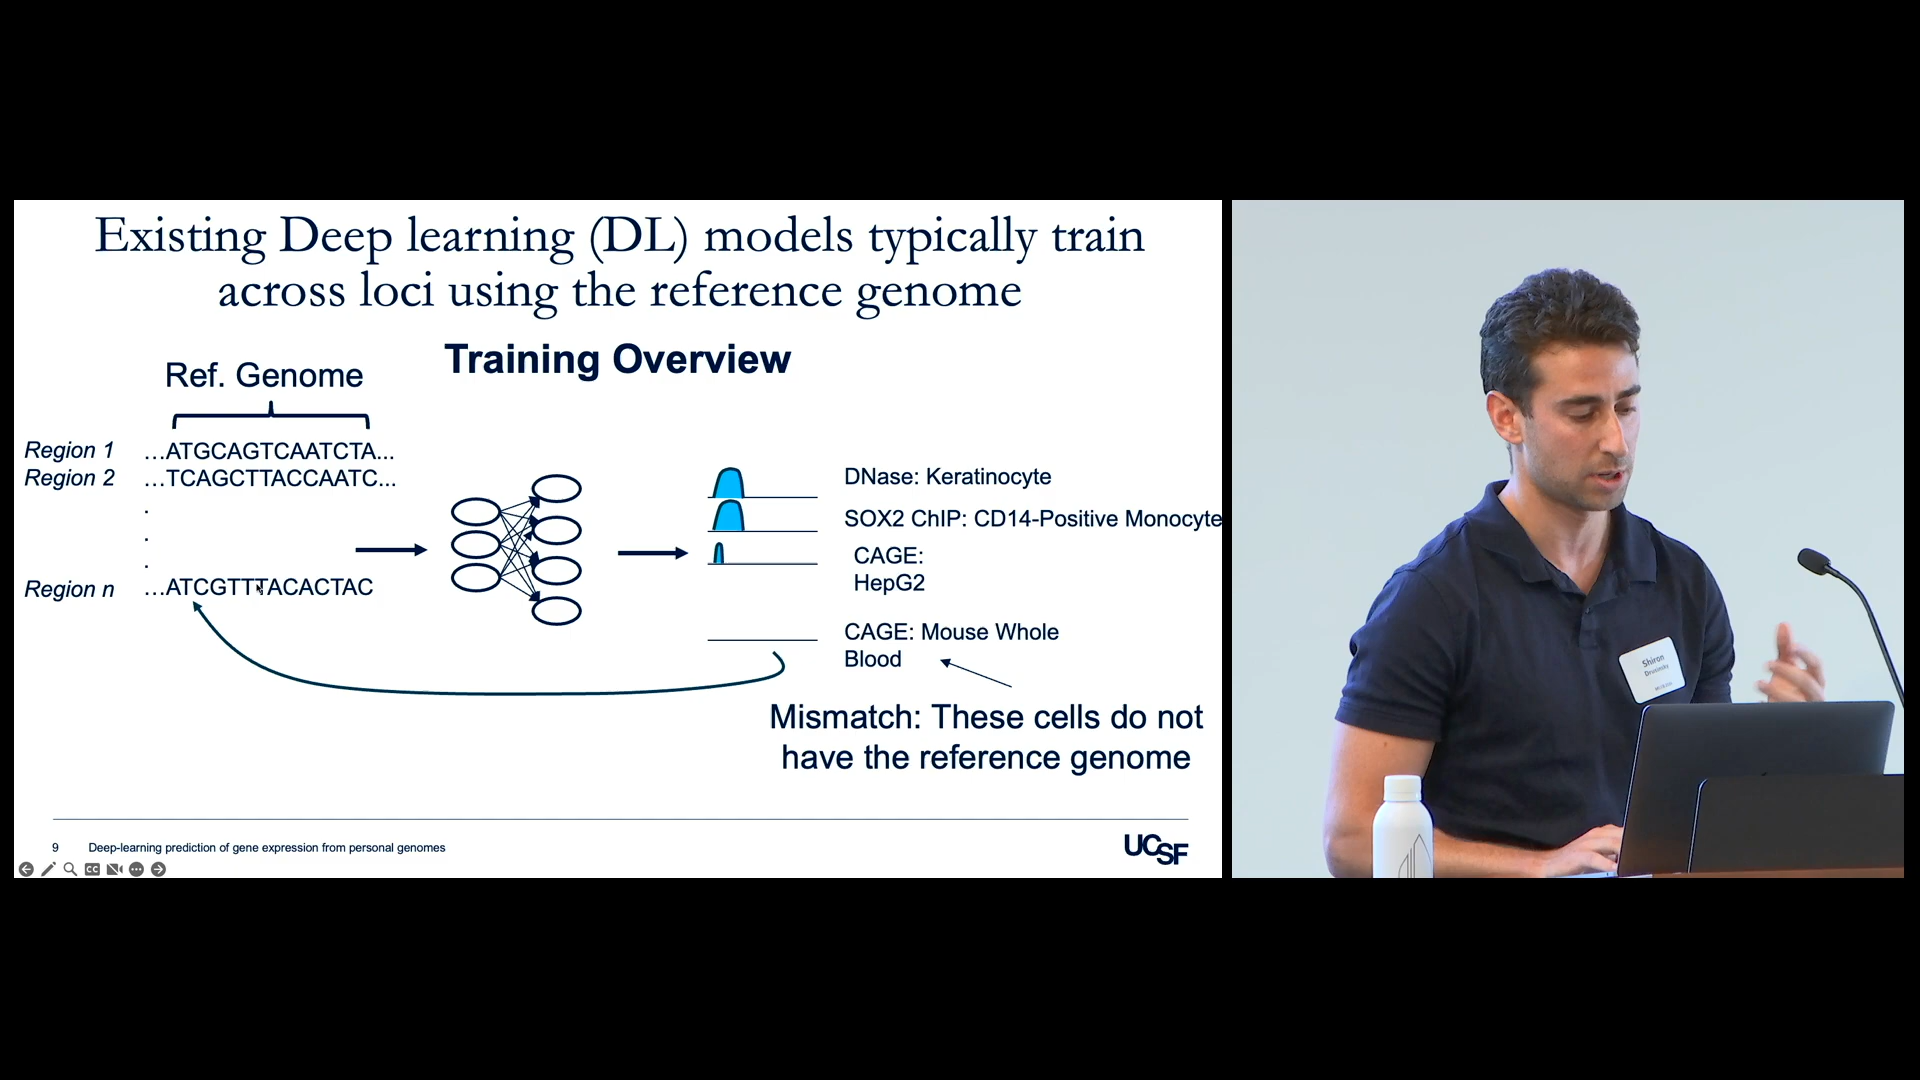 Existing Deep learning (DL) models typically train
across loci using the reference genome
Training Overview
Ref. Genome
Region 1 …ATGCAGTCAATCTA...
Region 2 …TCAGCTTACCAATC...
.
.
.
Region n …ATCGTTTACACTAC
DNase: Keratinocyte
SOX2 ChIP: CD14-Positive Monocyte
CAGE:
HepG2
CAGE: Mouse Whole
Blood
Mismatch: These cells do not
have the reference genome
9 Deep-learning prediction of gene expression from personal genomes
UCSF
CC
Shiron
Drusinsky